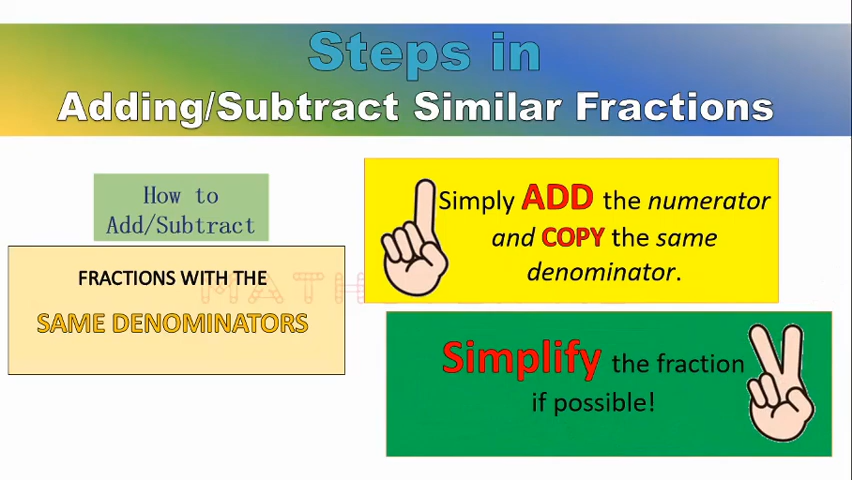 Steps in
Adding/Subtract Similar Fractions
How to
Add/Subtract
FRACTIONS WITH THE
SAME DENOMINATORS
Simply ADD the numerator
and COPY the same
denominator.
Simplify the fraction
if possible!
MATH